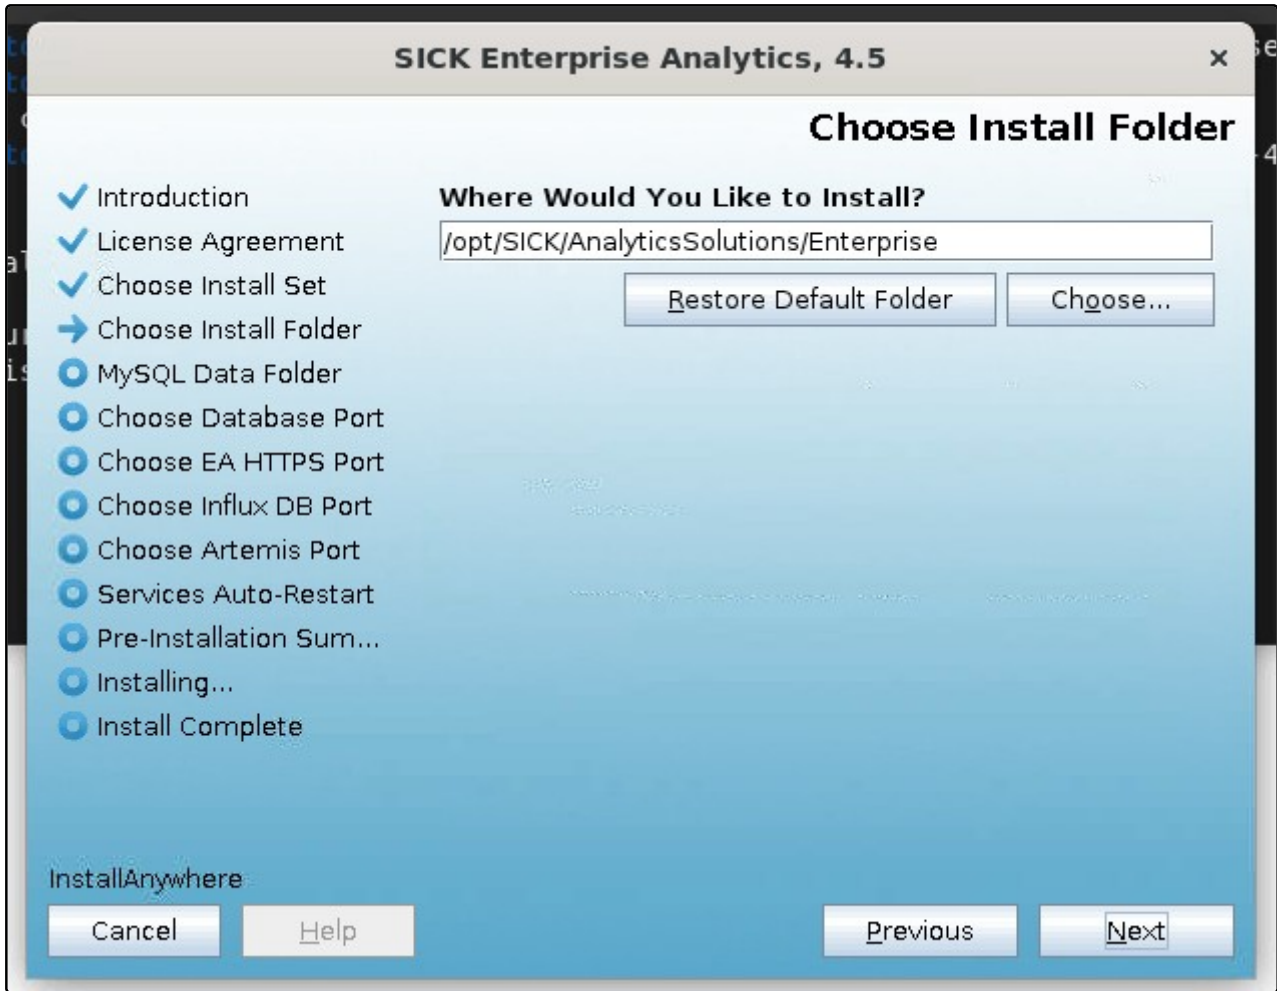 SICK Enterprise Analytics, 4.5
Choose Install Folder
Introduction
License Agreement
Choose Install Set
Choose Install Folder
MySQL Data Folder
Choose Database Port
Choose EA HTTPS Port
Choose Influx DB Port
Choose Artemis Port
Services Auto-Restart
Pre-Installation Sum...
Installing...
Install Complete
Where Would You Like to Install?
/opt/SICK/AnalyticsSolutions/Enterprise
Restore Default Folder
Choose...
InstallAnywhere
Cancel
Help
Previous
Next